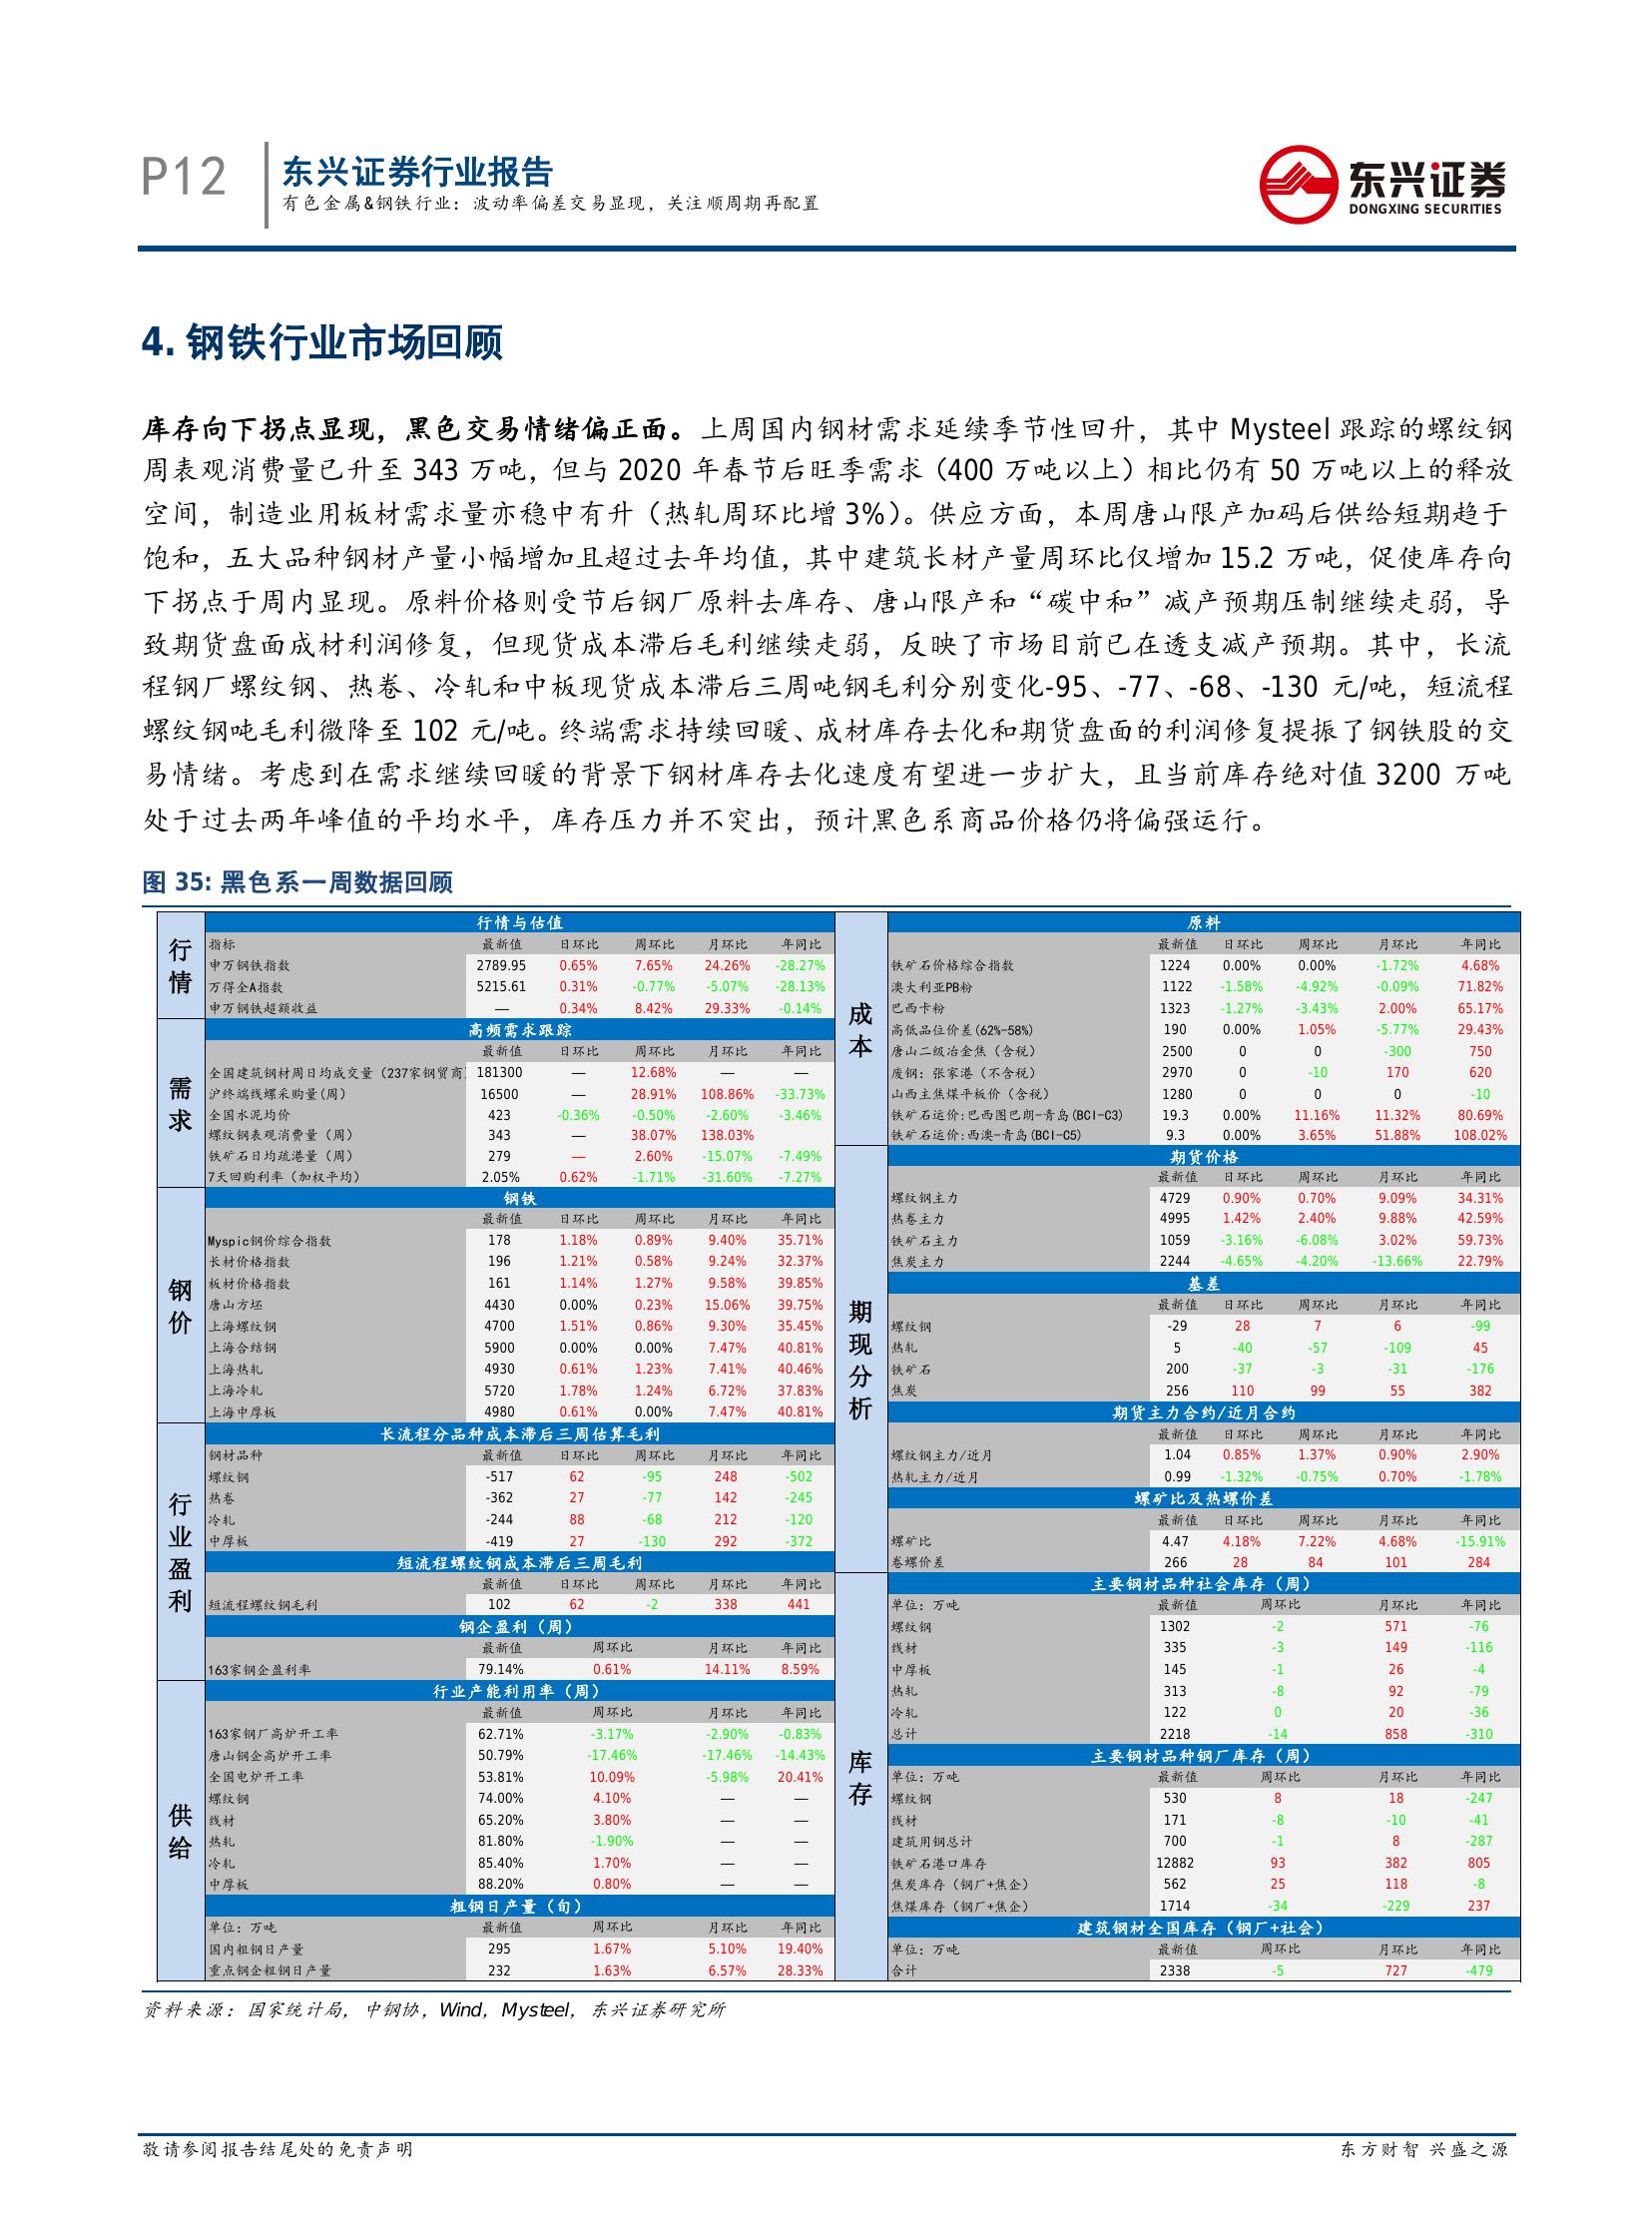 P12
东兴证券行业报告
有色金属&钢铁行业：波动率偏差交易显现，关注顺周期再配置
东兴证券
DONGXING SECURITIES
4. 钢铁行业市场回顾
库存向下拐点显现，黑色交易情绪偏正面。上周国内钢材需求延续季节性回升，其中 Mysteel 跟踪的螺纹钢
周表观消费量已升至 343 万吨，但与 2020 年春节后旺季需求（400 万吨以上）相比仍有 50 万吨以上的释放
空间，制造业用板材需求量亦稳中有升（热轧周环比增 3%）。供应方面，本周唐山限产加码后供给短期趋于
饱和，五大品种钢材产量小幅增加且超过去年均值，其中建筑长材产量周环比仅增加 15.2 万吨，促使库存向
下拐点于周内显现。原料价格则受节后钢厂原料去库存、唐山限产和“碳中和”减产预期压制继续走弱，导
致期货盘面成材利润修复，但现货成本滞后毛利继续走弱，反映了市场目前已在透支减产预期。其中，长流
程钢厂螺纹钢、热卷、冷轧和中板现货成本滞后三周吨钢毛利分别变化-95、-77、-68、-130 元/吨，短流程
螺纹钢吨毛利微降至 102 元/吨。终端需求持续回暖、成材库存去化和期货盘面的利润修复提振了钢铁股的交
易情绪。考虑到在需求继续回暖的背景下钢材库存去化速度有望进一步扩大，且当前库存绝对值 3200 万吨
处于过去两年峰值的平均水平，库存压力并不突出，预计黑色系商品价格仍将偏强运行。
图 35: 黑色系一周数据回顾
行情
行情与估值
指标 最新值 日环比 周环比 月环比 年同比
申万钢铁指数 2789.95 0.65% 7.65% 24.26% -28.27%
万得全A指数 5215.61 0.31% -0.77% -5.07% -28.13%
申万钢铁超额收益 — 0.34% 8.42% 29.33% -0.14%
需求
高频需求跟踪
最新值 日环比 周环比 月环比 年同比
全国建筑钢材周日均成交量（237家钢贸商） 181300 — 12.68% — —
沪终端线螺采购量(周) 16500 — 28.91% 108.86% -33.73%
全国水泥均价 423 -0.36% -0.50% -2.60% -3.46%
螺纹钢表观消费量（周） 343 — 38.07% 138.03%
铁矿石日均疏港量（周） 279 — 2.60% -15.07% -7.49%
7天回购利率（加权平均） 2.05% 0.62% -1.71% -31.60% -7.27%
钢价
钢铁
最新值 日环比 周环比 月环比 年同比
Myspic钢价综合指数 178 1.18% 0.89% 9.40% 35.71%
长材价格指数 196 1.21% 0.58% 9.24% 32.37%
板材价格指数 161 1.14% 1.27% 9.58% 39.85%
唐山方坯 4430 0.00% 0.23% 15.06% 39.75%
上海螺纹钢 4700 1.51% 0.86% 9.30% 35.45%
上海合结钢 5900 0.00% 0.00% 7.47% 40.81%
上海热轧 4930 0.61% 1.23% 7.41% 40.46%
上海冷轧 5720 1.78% 1.24% 6.72% 37.83%
上海中厚板 4980 0.61% 0.00% 7.47% 40.81%
行业盈利
长流程分品种成本滞后三周估算毛利
钢材品种 最新值 日环比 周环比 月环比 年同比
螺纹钢 -517 62 -95 248 -502
热卷 -362 27 -77 142 -245
冷轧 -244 88 -68 212 -120
中厚板 -419 27 -130 292 -372
短流程螺纹钢成本滞后三周毛利
最新值 日环比 周环比 月环比 年同比
短流程螺纹钢毛利 102 62 -2 338 441
钢企盈利（周）
最新值 周环比 月环比 年同比
163家钢企盈利率 79.14% 0.61% 14.11% 8.59%
供给
行业产能利用率（周）
最新值 周环比 月环比 年同比
163家钢厂高炉开工率 62.71% -3.17% -2.90% -0.83%
唐山钢企高炉开工率 50.79% -17.46% -17.46% -14.43%
全国电炉开工率 53.81% 10.09% -5.98% 20.41%
螺纹钢 74.00% 4.10% — —
线材 65.20% 3.80% — —
热轧 81.80% -1.90% — —
冷轧 85.40% 1.70% — —
中厚板 88.20% 0.80% — —
粗钢日产量（旬）
单位：万吨 最新值 周环比 月环比 年同比
国内粗钢日产量 295 1.67% 5.10% 19.40%
重点钢企粗钢日产量 232 1.63% 6.57% 28.33%
成本
原料
最新值 日环比 周环比 月环比 年同比
铁矿石价格综合指数 1224 0.00% 0.00% -1.72% 4.68%
澳大利亚PB粉 1122 -1.58% -4.92% -0.09% 71.82%
巴西卡粉 1323 -1.27% -3.43% 2.00% 65.17%
高低品位价差(62%-58%) 190 0.00% 1.05% -5.77% 29.43%
唐山二级冶金焦（含税） 2500 0 0 -300 750
废钢：张家港（不含税） 2970 0 -10 170 620
山西主焦煤平板价（含税） 1280 0 0 0 -10
铁矿石运价:巴西图巴朗-青岛(BCI-C3) 19.3 0.00% 11.16% 11.32% 80.69%
铁矿石运价:西澳-青岛(BCI-C5) 9.3 0.00% 3.65% 51.88% 108.02%
期现分析
期货价格
最新值 日环比 周环比 月环比 年同比
螺纹钢主力 4729 0.90% 0.70% 9.09% 34.31%
热卷主力 4995 1.42% 2.40% 9.88% 42.59%
铁矿石主力 1059 -3.16% -6.08% 3.02% 59.73%
焦炭主力 2244 -4.65% -4.20% -13.66% 22.79%
基差
最新值 日环比 周环比 月环比 年同比
螺纹钢 -29 28 7 6 -99
热轧 5 -40 -57 -109 45
铁矿石 200 -37 -3 -31 -176
焦炭 256 110 99 55 382
期货主力合约/近月合约
最新值 日环比 周环比 月环比 年同比
螺纹钢主力/近月 1.04 0.85% 1.37% 0.90% 2.90%
热轧主力/近月 0.99 -1.32% -0.75% 0.70% -1.78%
螺矿比及热螺价差
最新值 日环比 周环比 月环比 年同比
螺矿比 4.47 4.18% 7.22% 4.68% -15.91%
卷螺价差 266 28 84 101 284
库存
主要钢材品种社会库存（周）
单位：万吨 最新值 周环比 月环比 年同比
螺纹钢 1302 -2 571 -76
线材 335 -3 149 -116
中厚板 145 -1 26 -4
热轧 313 -8 92 -79
冷轧 122 0 20 -36
总计 2218 -14 858 -310
主要钢材品种钢厂库存（周）
单位：万吨 最新值 周环比 月环比 年同比
螺纹钢 530 8 18 -247
线材 171 -8 -10 -41
建筑用钢总计 700 -1 8 -287
铁矿石港口库存 12882 93 382 805
焦炭库存（钢厂+焦企） 562 25 118 -8
焦煤库存（钢厂+焦企） 1714 -34 -229 237
建筑钢材全国库存（钢厂+社会）
单位：万吨 最新值 周环比 月环比 年同比
合计 2338 -5 727 -479
资料来源：国家统计局，中钢协，Wind，Mysteel，东兴证券研究所
敬请参阅报告结尾处的免责声明
东方财智 兴盛之源